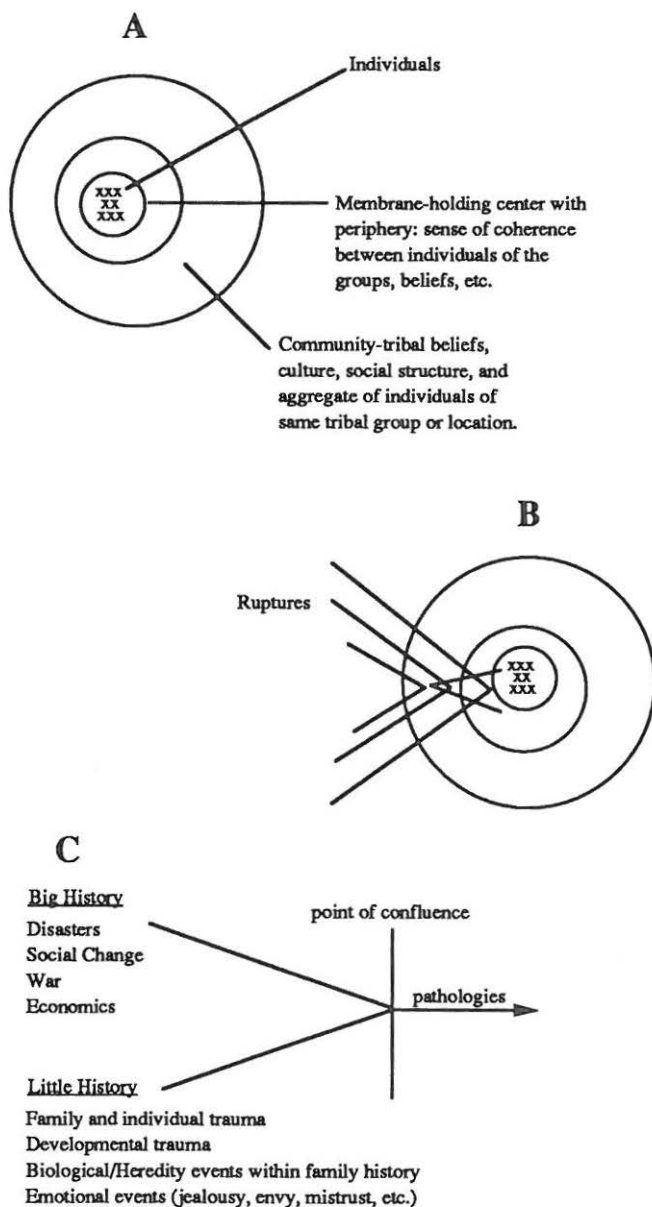 A
Individuals
xxx
xx
xxx
Membrane-holding center with
periphery: sense of coherence
between individuals of the
groups, beliefs, etc.
Community-tribal beliefs,
culture, social structure, and
aggregate of individuals of
same tribal group or location.
B
Ruptures
xxx
xx
xxx
C
Big History
Disasters
Social Change
War
Economics
point of confluence
pathologies
Little History
Family and individual trauma
Developmental trauma
Biological/Heredity events within family history
Emotional events (jealousy, envy, mistrust, etc.)